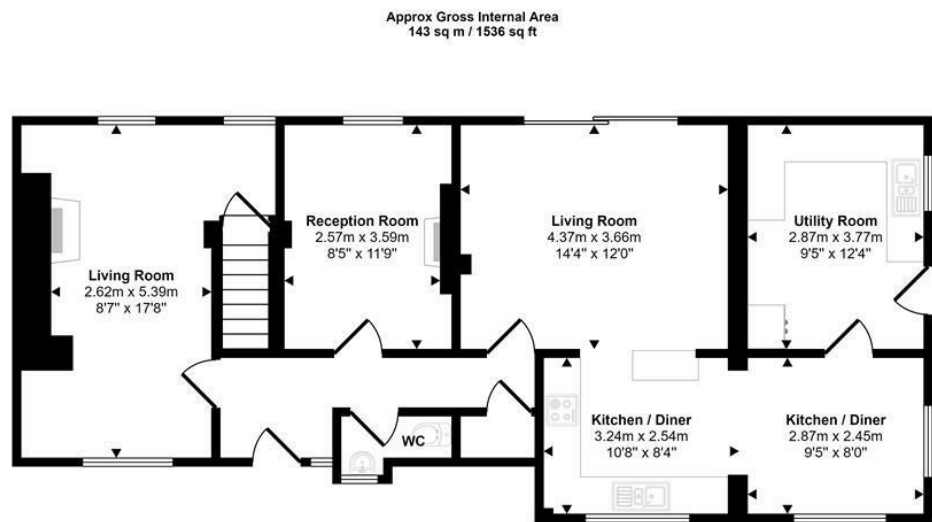 Approx Gross Internal Area
143 sq m / 1536 sq ft
Living Room
2.62m x 5.39m
8'7" x 17'8"
Reception Room
2.57m x 3.59m
8'5" x 11'9"
Living Room
4.37m x 3.66m
14'4" x 12'0"
Utility Room
2.87m x 3.77m
9'5" x 12'4"
WC
Kitchen / Diner
3.24m x 2.54m
10'8" x 8'4"
Kitchen / Diner
2.87m x 2.45m
9'5" x 8'0"